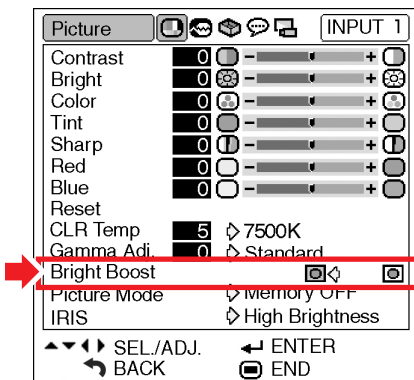 Picture INPUT 1
Contrast 0 - +
Bright 0 - +
Color 0 - +
Tint 0 - +
Sharp 0 - +
Red 0 - +
Blue 0 - +
Reset
CLR Temp 5 7500K
Gamma Adj. 0 Standard
Bright Boost
Picture Mode Memory OFF
IRIS High Brightness
SEL./ADJ. ENTER
BACK END